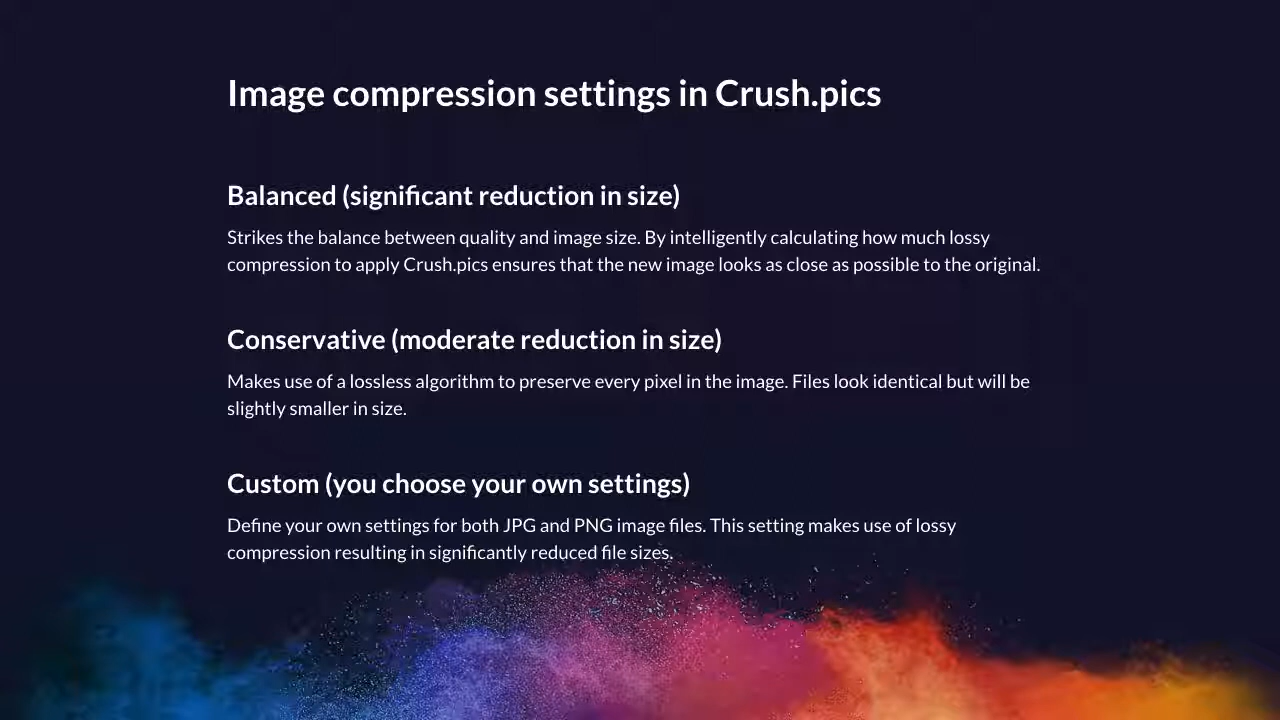 Image compression settings in Crush.pics
Balanced (significant reduction in size)
Strikes the balance between quality and image size. By intelligently calculating how much lossy
compression to apply Crush.pics ensures that the new image looks as close as possible to the original.
Conservative (moderate reduction in size)
Makes use of a lossless algorithm to preserve every pixel in the image. Files look identical but will be
slightly smaller in size.
Custom (you choose your own settings)
Define your own settings for both JPG and PNG image files. This setting makes use of lossy
compression resulting in significantly reduced file sizes.